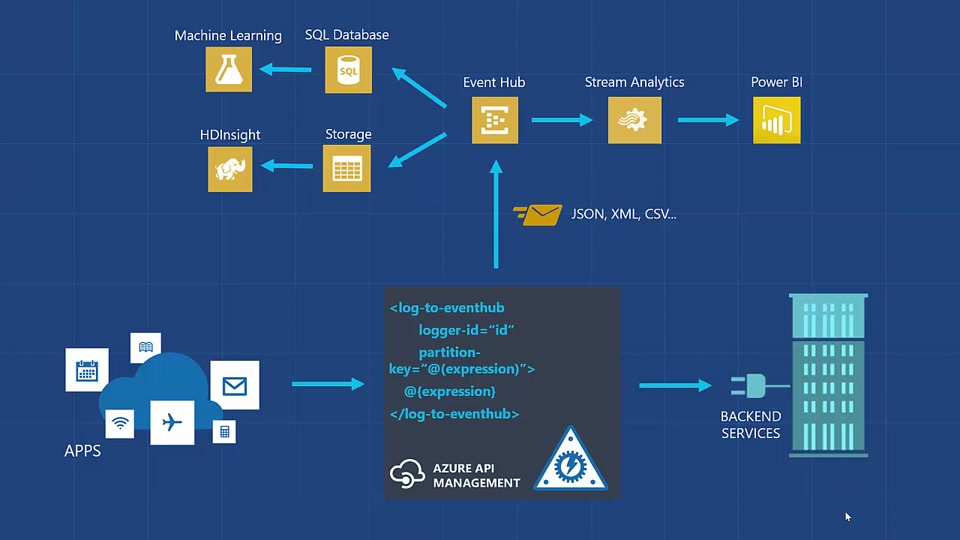 Machine Learning
SQL Database
SQL
Event Hub
Stream Analytics
Power BI
HDInsight
Storage
JSON, XML, CSV...
<log-to-eventhub
logger-id="id"
partition-
key="@(expression)">
@{expression}
</log-to-eventhub>
AZURE API
MANAGEMENT
APPS
BACKEND
SERVICES